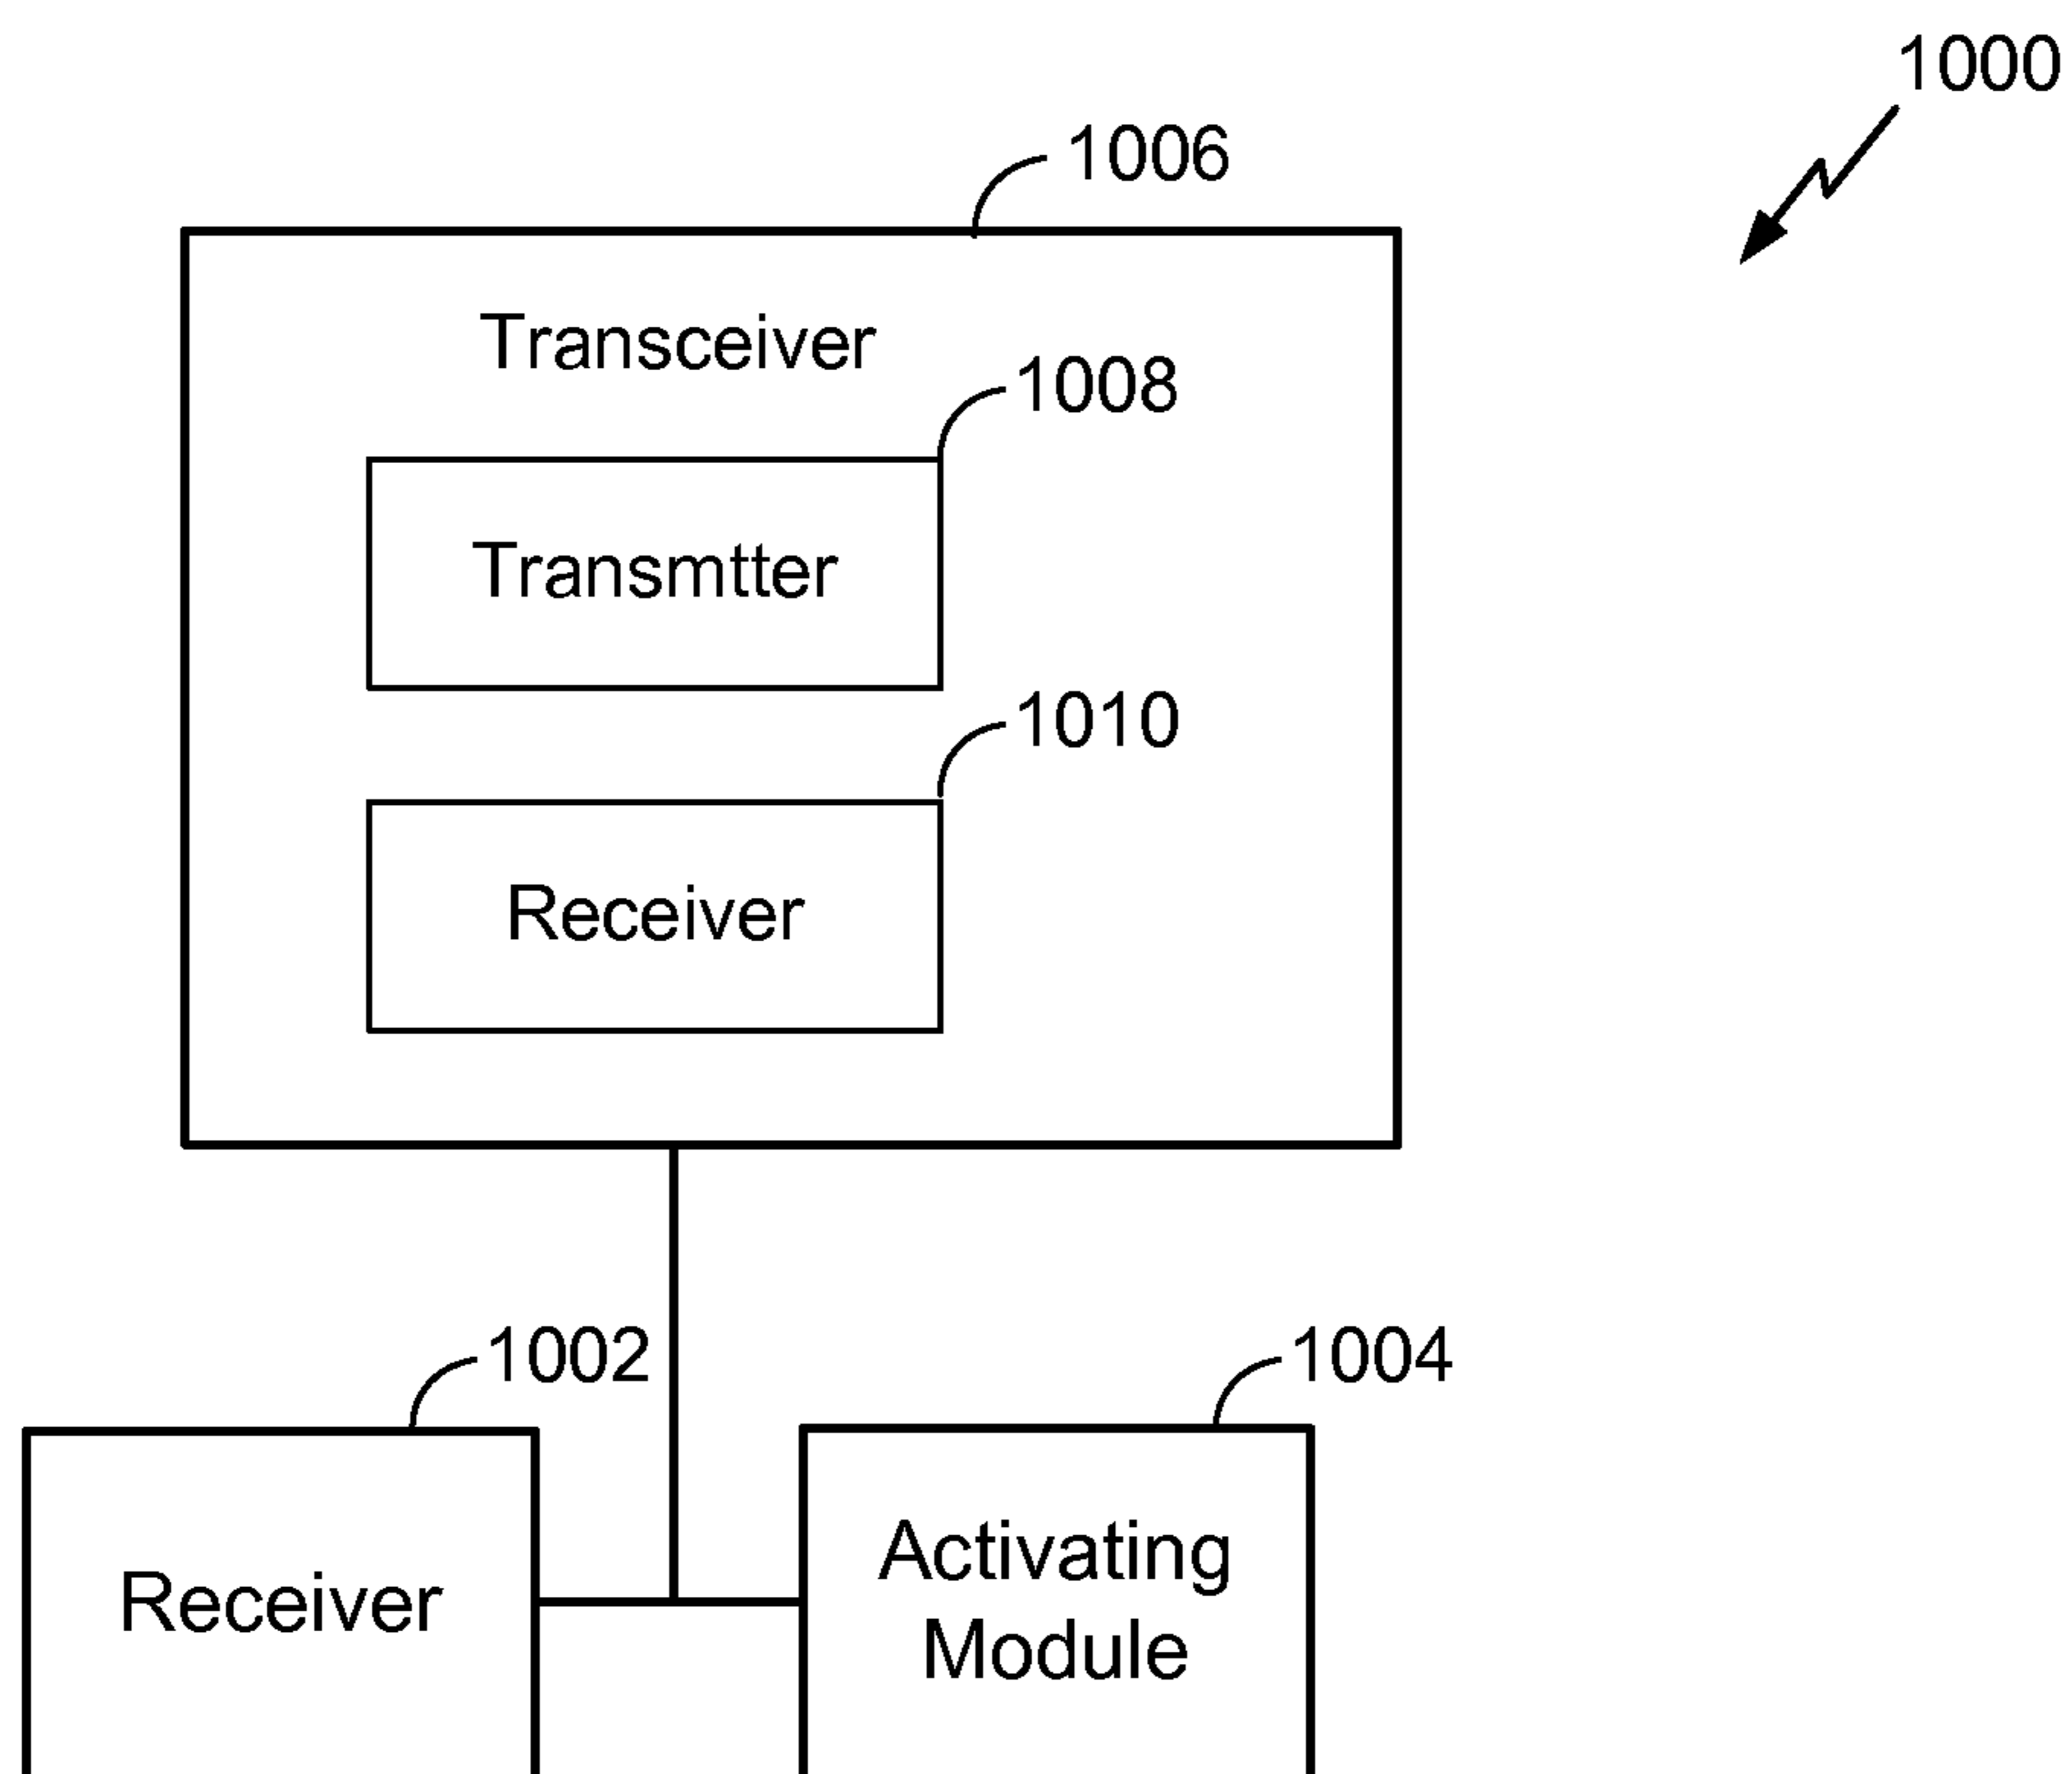 1000
1006
Transceiver
1008
Transmtter
1010
Receiver
1002
1004
Receiver
Activating
Module